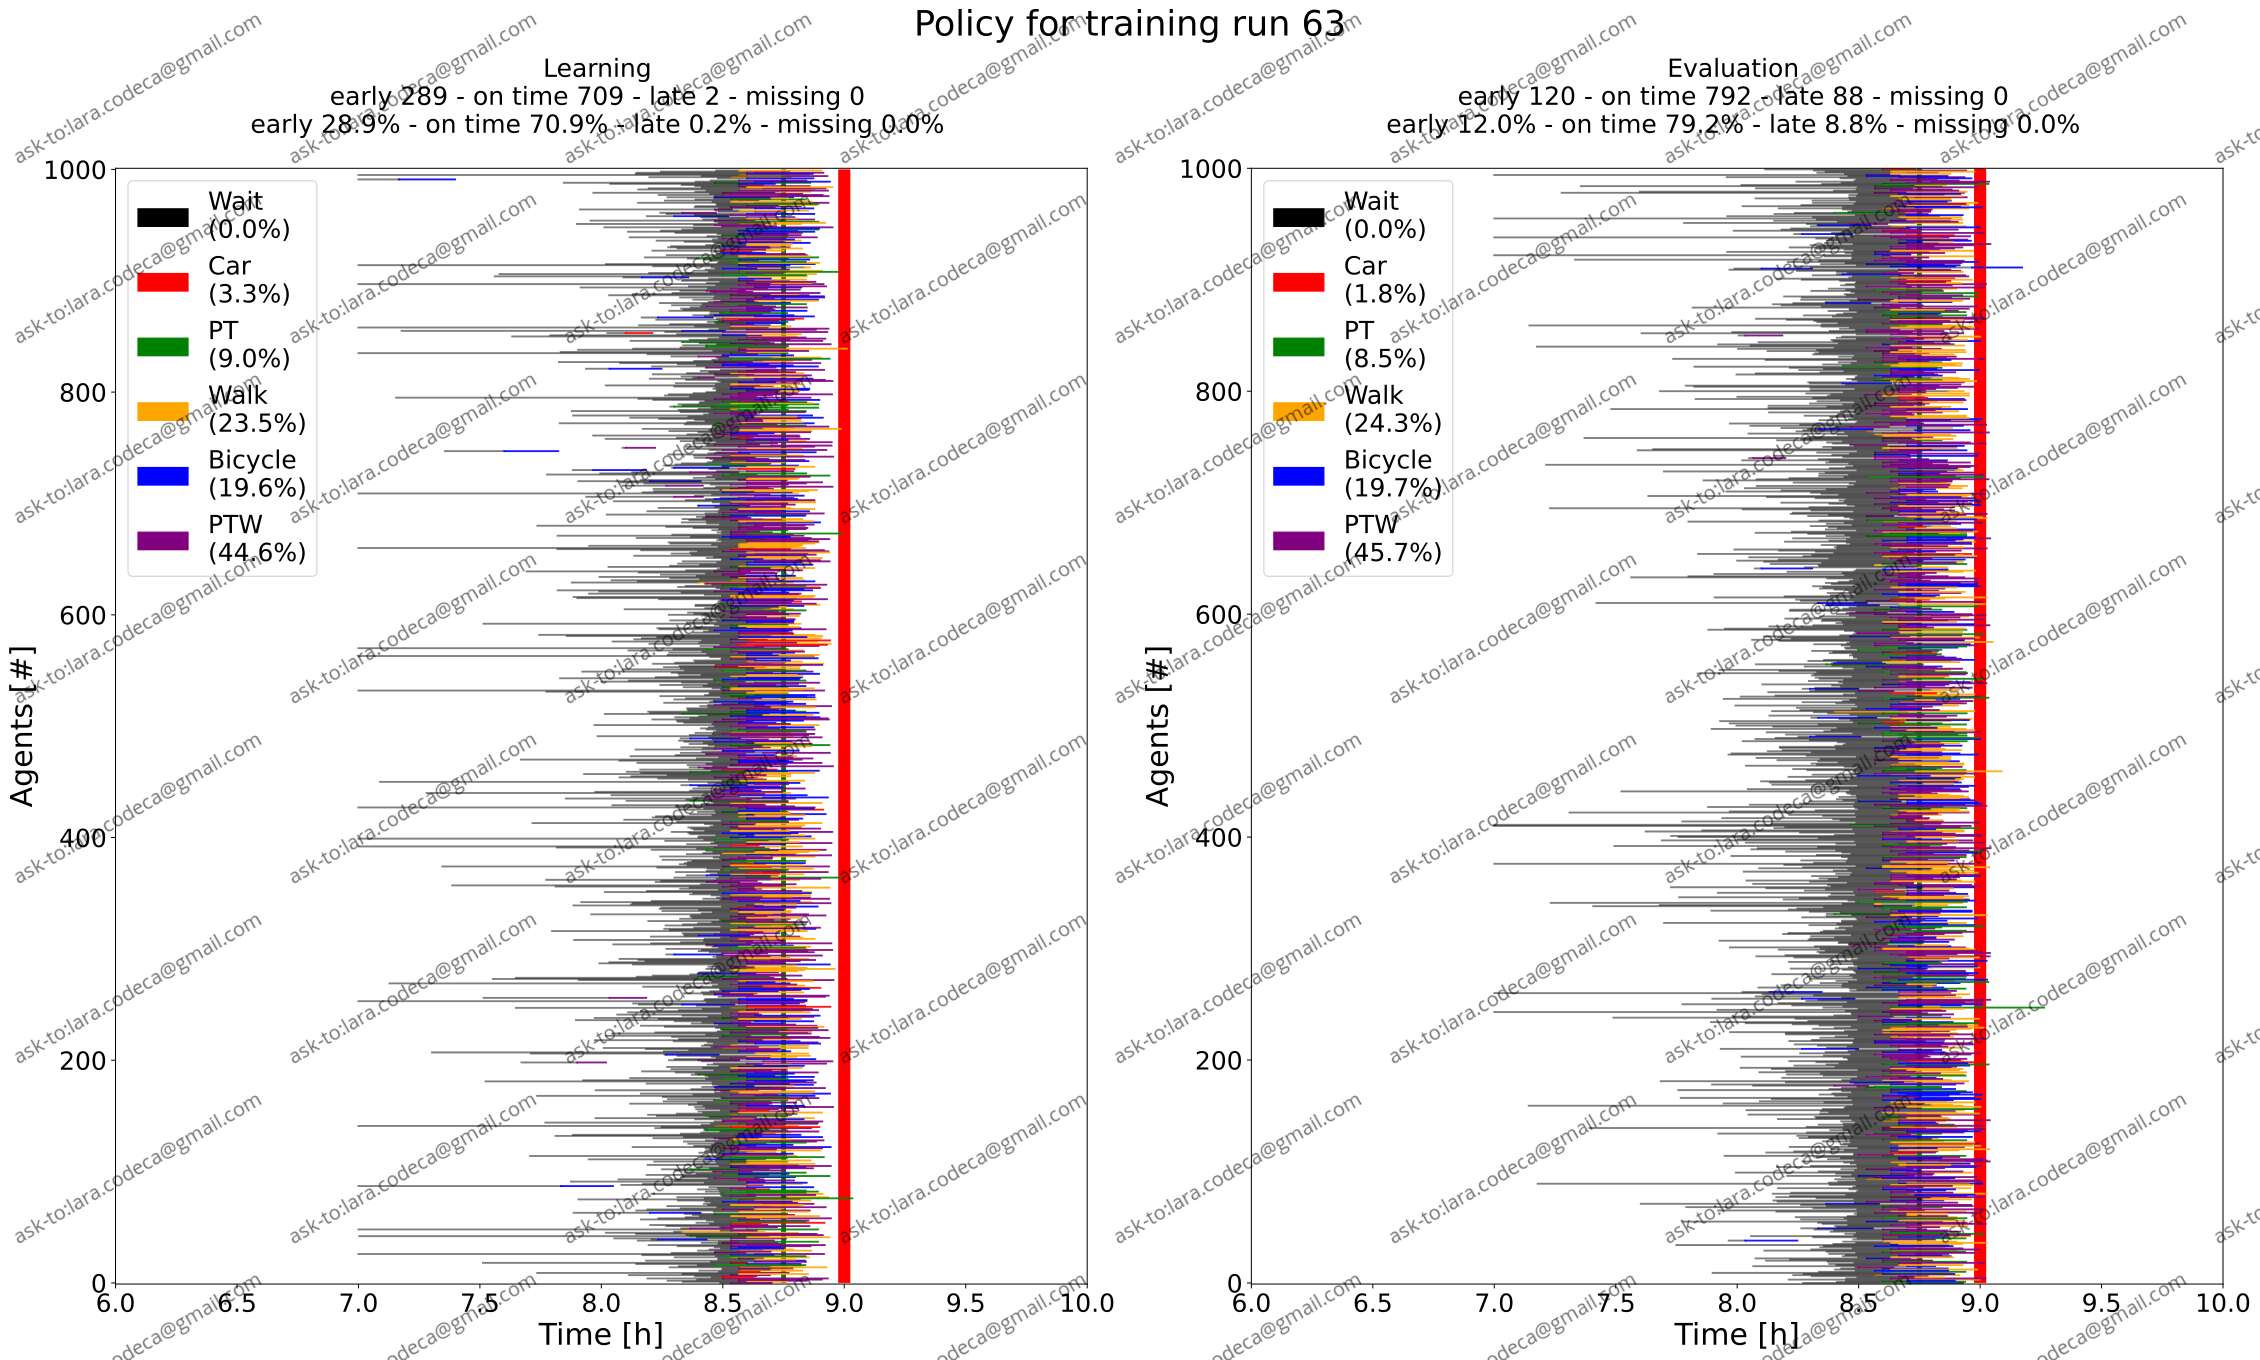 Policy for training run 63
Learning
early 289 - on time 709 - late 2 - missing 0
early 28.9% - on time 70.9% - late 0.2% - missing 0.0%
Wait
(0.0%)
Car
(3.3%)
PT
(9.0%)
Walk
(23.5%)
Bicycle
(19.6%)
PTW
(44.6%)
Agents [#]
1000
800
600
400
200
0
6.0 6.5 7.0 7.5 8.0 8.5 9.0 9.5 10.0
Time [h]
Evaluation
early 120 - on time 792 - late 88 - missing 0
early 12.0% - on time 79.2% - late 8.8% - missing 0.0%
Wait
(0.0%)
Car
(1.8%)
PT
(8.5%)
Walk
(24.3%)
Bicycle
(19.7%)
PTW
(45.7%)
Agents [#]
1000
800
600
400
200
0
6.0 6.5 7.0 7.5 8.0 8.5 9.0 9.5 10.0
Time [h]
ask-to:lara.codeca@gmail.com